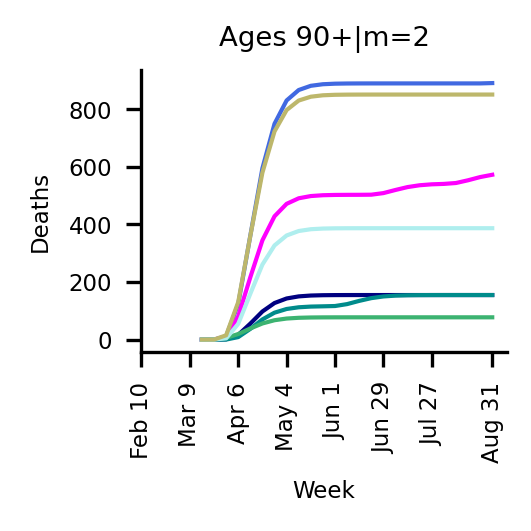 Ages 90+|m=2
Deaths
800
600
400
200
0
Feb 10
Mar 9
Apr 6
May 4
Jun 1
Jun 29
Jul 27
Aug 31
Week